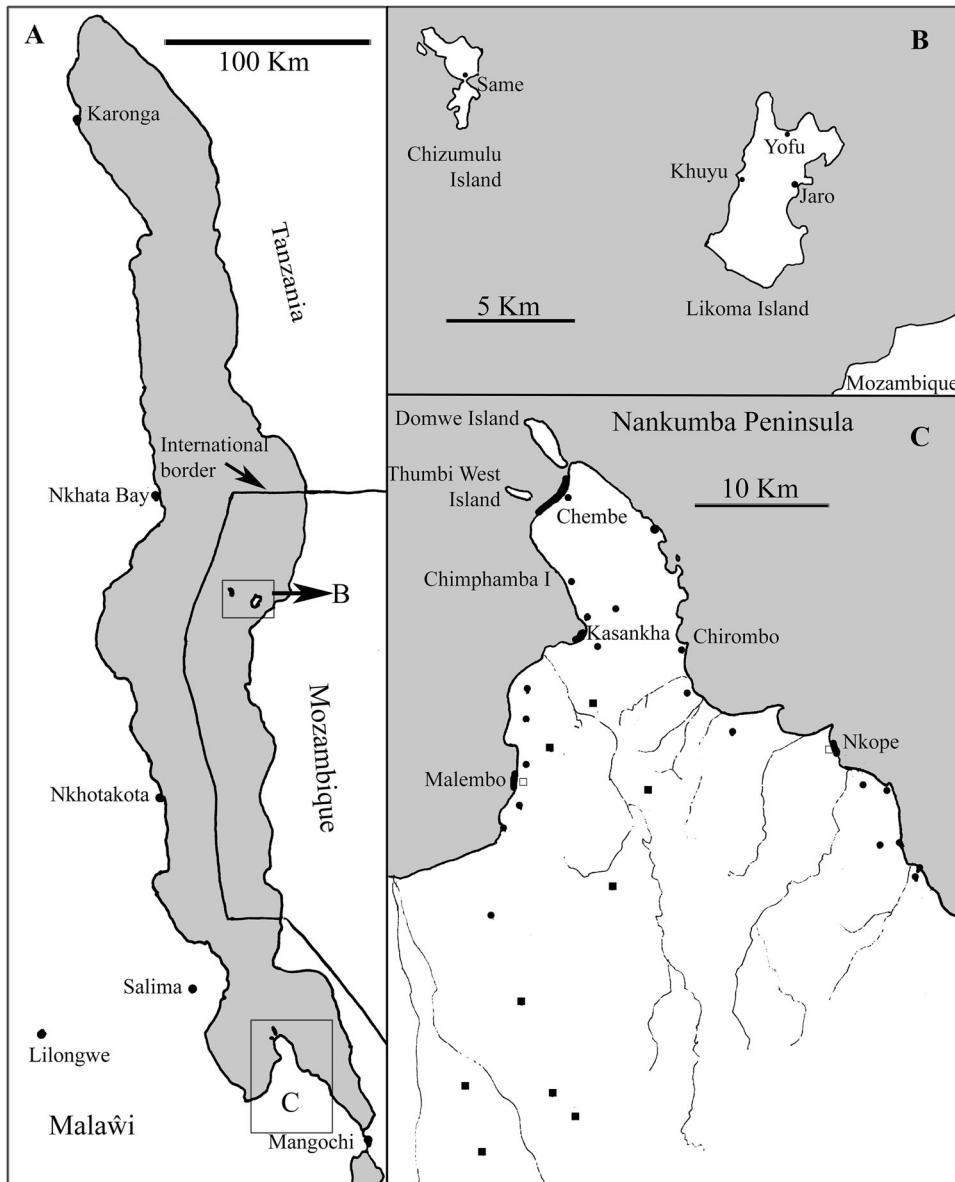 A
100 Km
Karonga
Tanzania
International
border
Nkhata Bay
B
Mozambique
Nkhotakota
Salima
Lilongwe
C
Malaŵi
Mangochi
B
Same
Chizumulu
Island
Yofu
Khuyu
Jaro
5 Km
Likoma Island
Mozambique
Domwe Island
Nankumba Peninsula
C
Thumbi West
Island
10 Km
Chembe
Chimphamba I
Kasankha
Chirombo
Nkope
Malembo